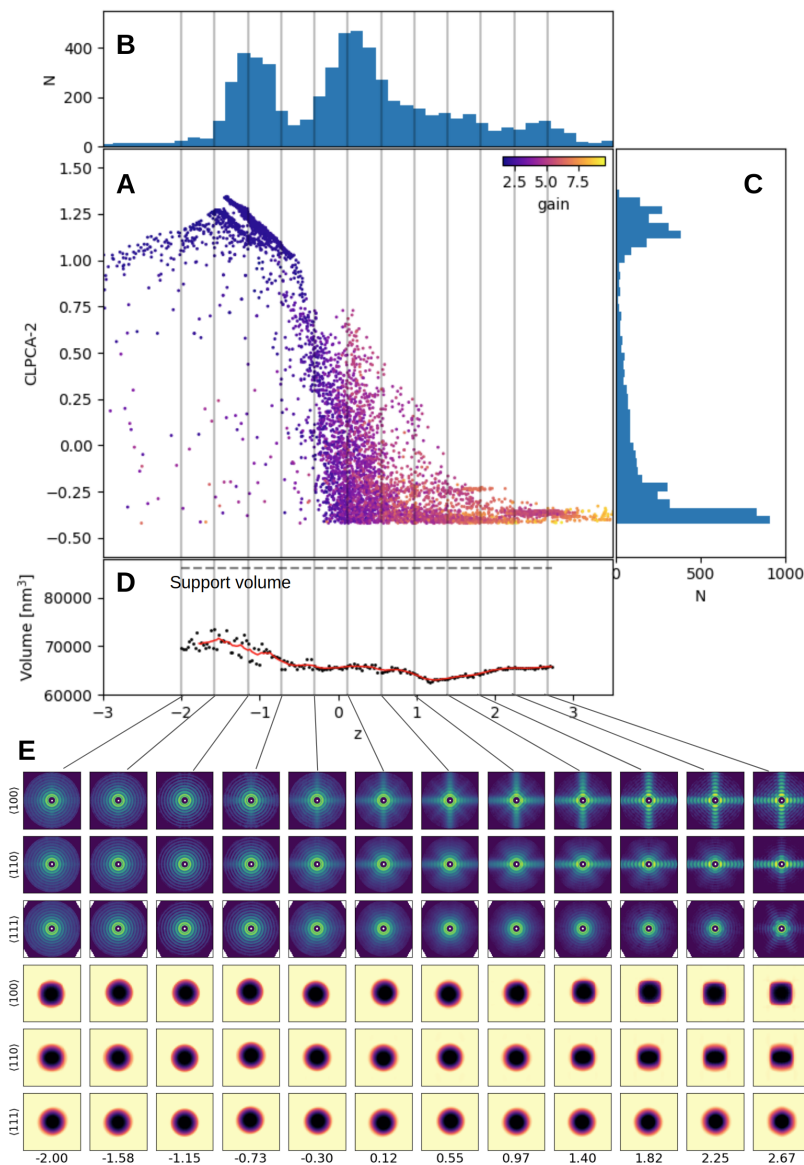 B
N
400
200
0
A
C
gain
2.5 5.0 7.5
CLPCA-2
1.50
1.25
1.00
0.75
0.50
0.25
0.00
−0.25
−0.50
0 500 1000
N
D
Support volume
Volume [nm³]
80000
70000
60000
−3 −2 −1 0 1 2 3
z
E
⟨100⟩
⟨110⟩
⟨111⟩
⟨100⟩
⟨110⟩
⟨111⟩
-2.00 -1.58 -1.15 -0.73 -0.30 0.12 0.55 0.97 1.40 1.82 2.25 2.67